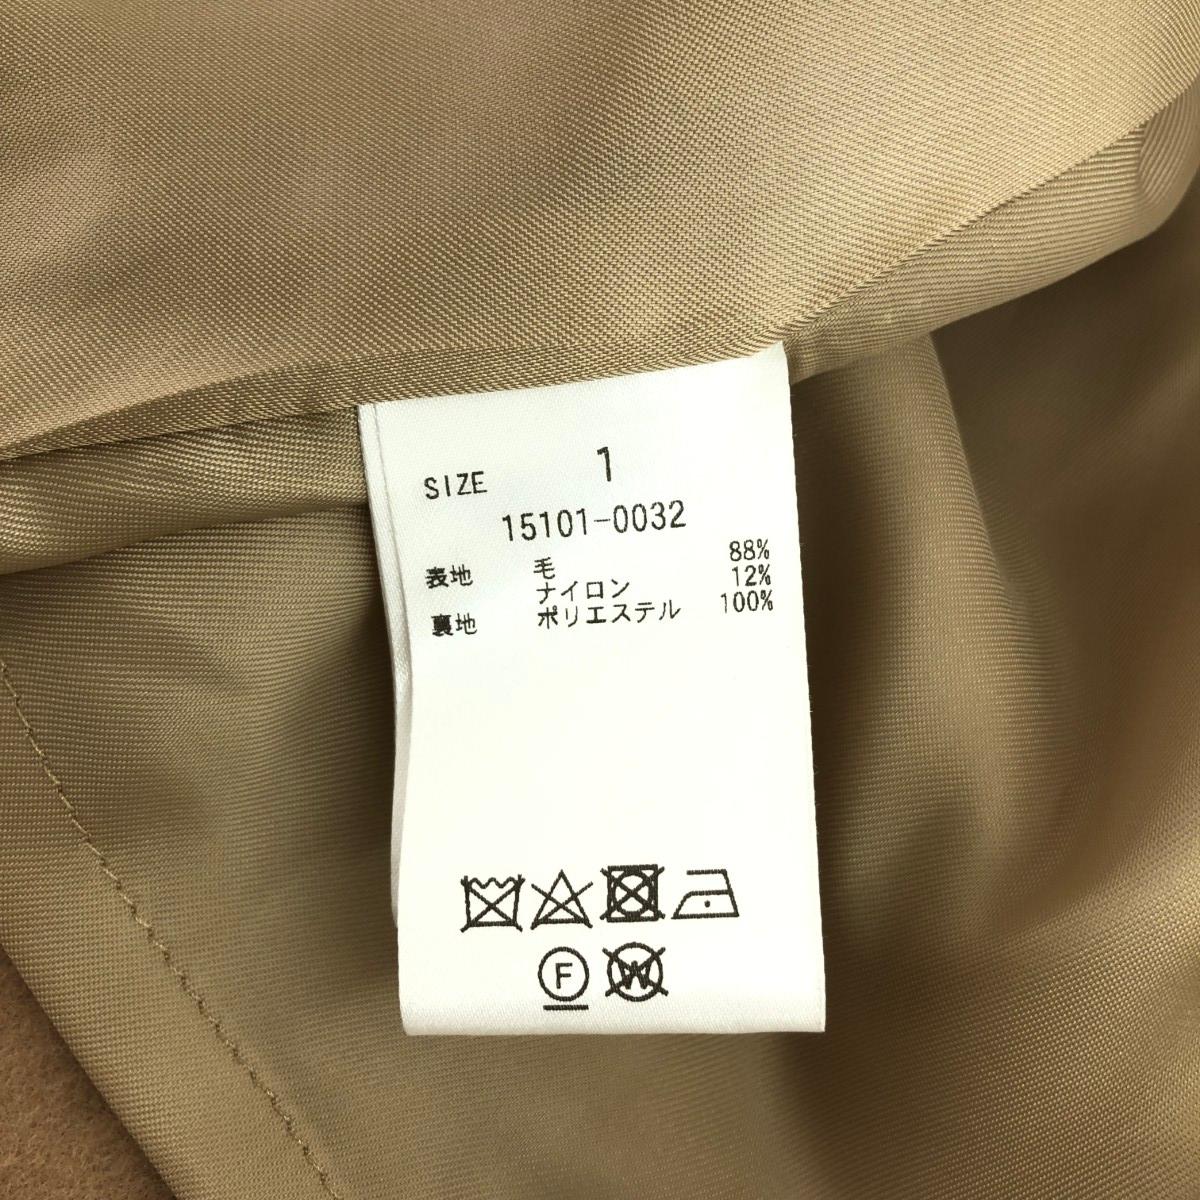 SIZE 1
15101-0032
表地 毛 88%
ナイロン 12%
裏地 ポリエステル 100%
F W